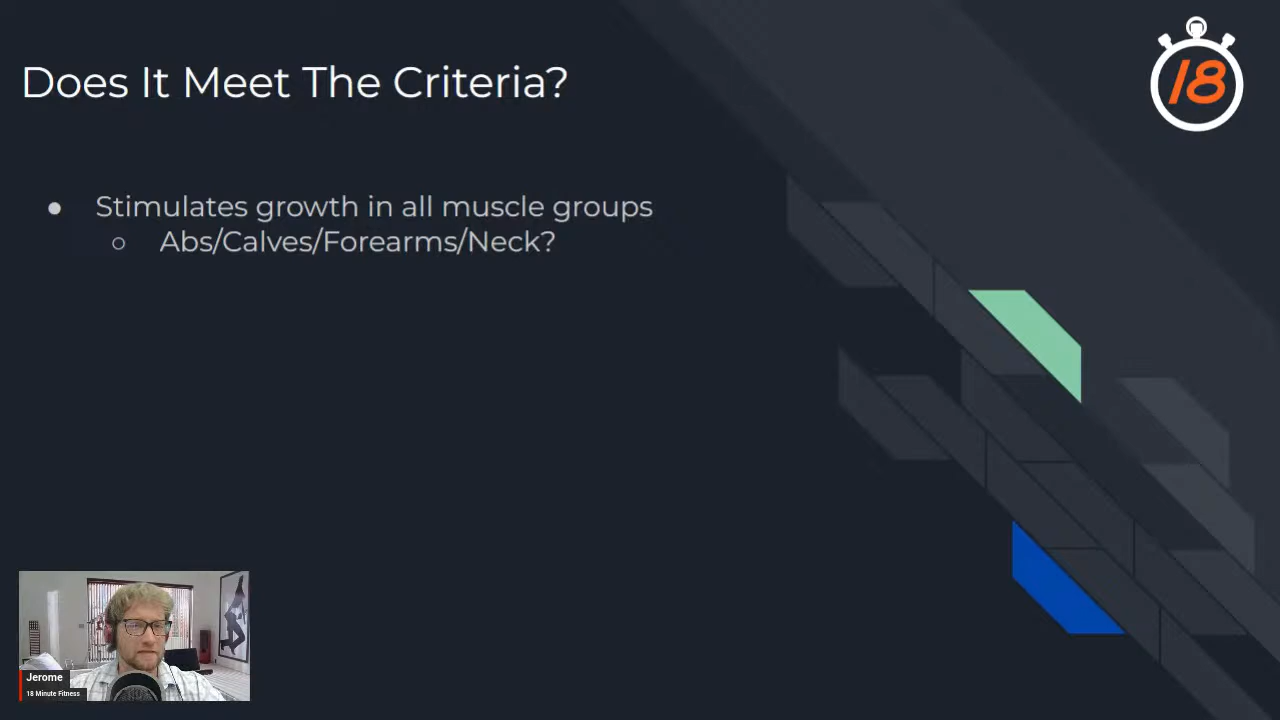 Does It Meet The Criteria?
18
Stimulates growth in all muscle groups
Abs/Calves/Forearms/Neck?
Jerome
18 Minute Fitness